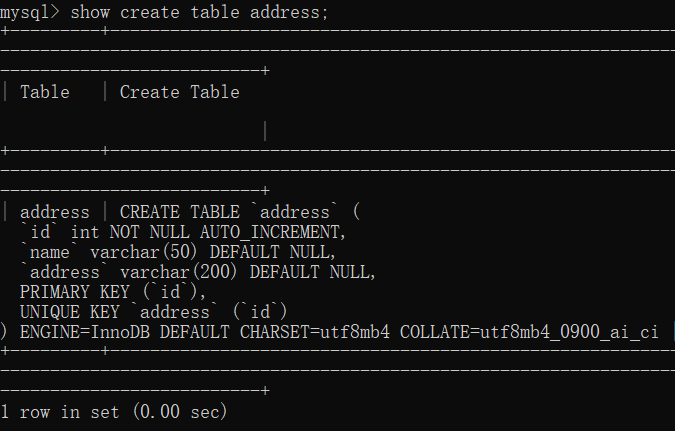 mysql> show create table address;
+---------+---------------------------------------------------------
--------------------------------------------------------------------
--------------------------+
| Table   | Create Table
                          |
+---------+---------------------------------------------------------
--------------------------------------------------------------------
--------------------------+
| address | CREATE TABLE `address` (
  `id` int NOT NULL AUTO_INCREMENT,
  `name` varchar(50) DEFAULT NULL,
  `address` varchar(200) DEFAULT NULL,
  PRIMARY KEY (`id`),
  UNIQUE KEY `address` (`id`)
) ENGINE=InnoDB DEFAULT CHARSET=utf8mb4 COLLATE=utf8mb4_0900_ai_ci |
+---------+---------------------------------------------------------
--------------------------------------------------------------------
--------------------------+
1 row in set (0.00 sec)